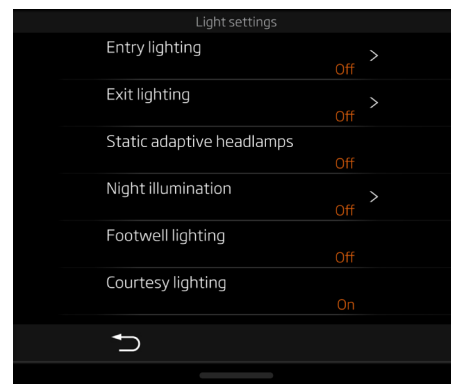 Light settings
Entry lighting
Off
Exit lighting
Off
Static adaptive headlamps
Off
Night illumination
Off
Footwell lighting
Off
Courtesy lighting
On